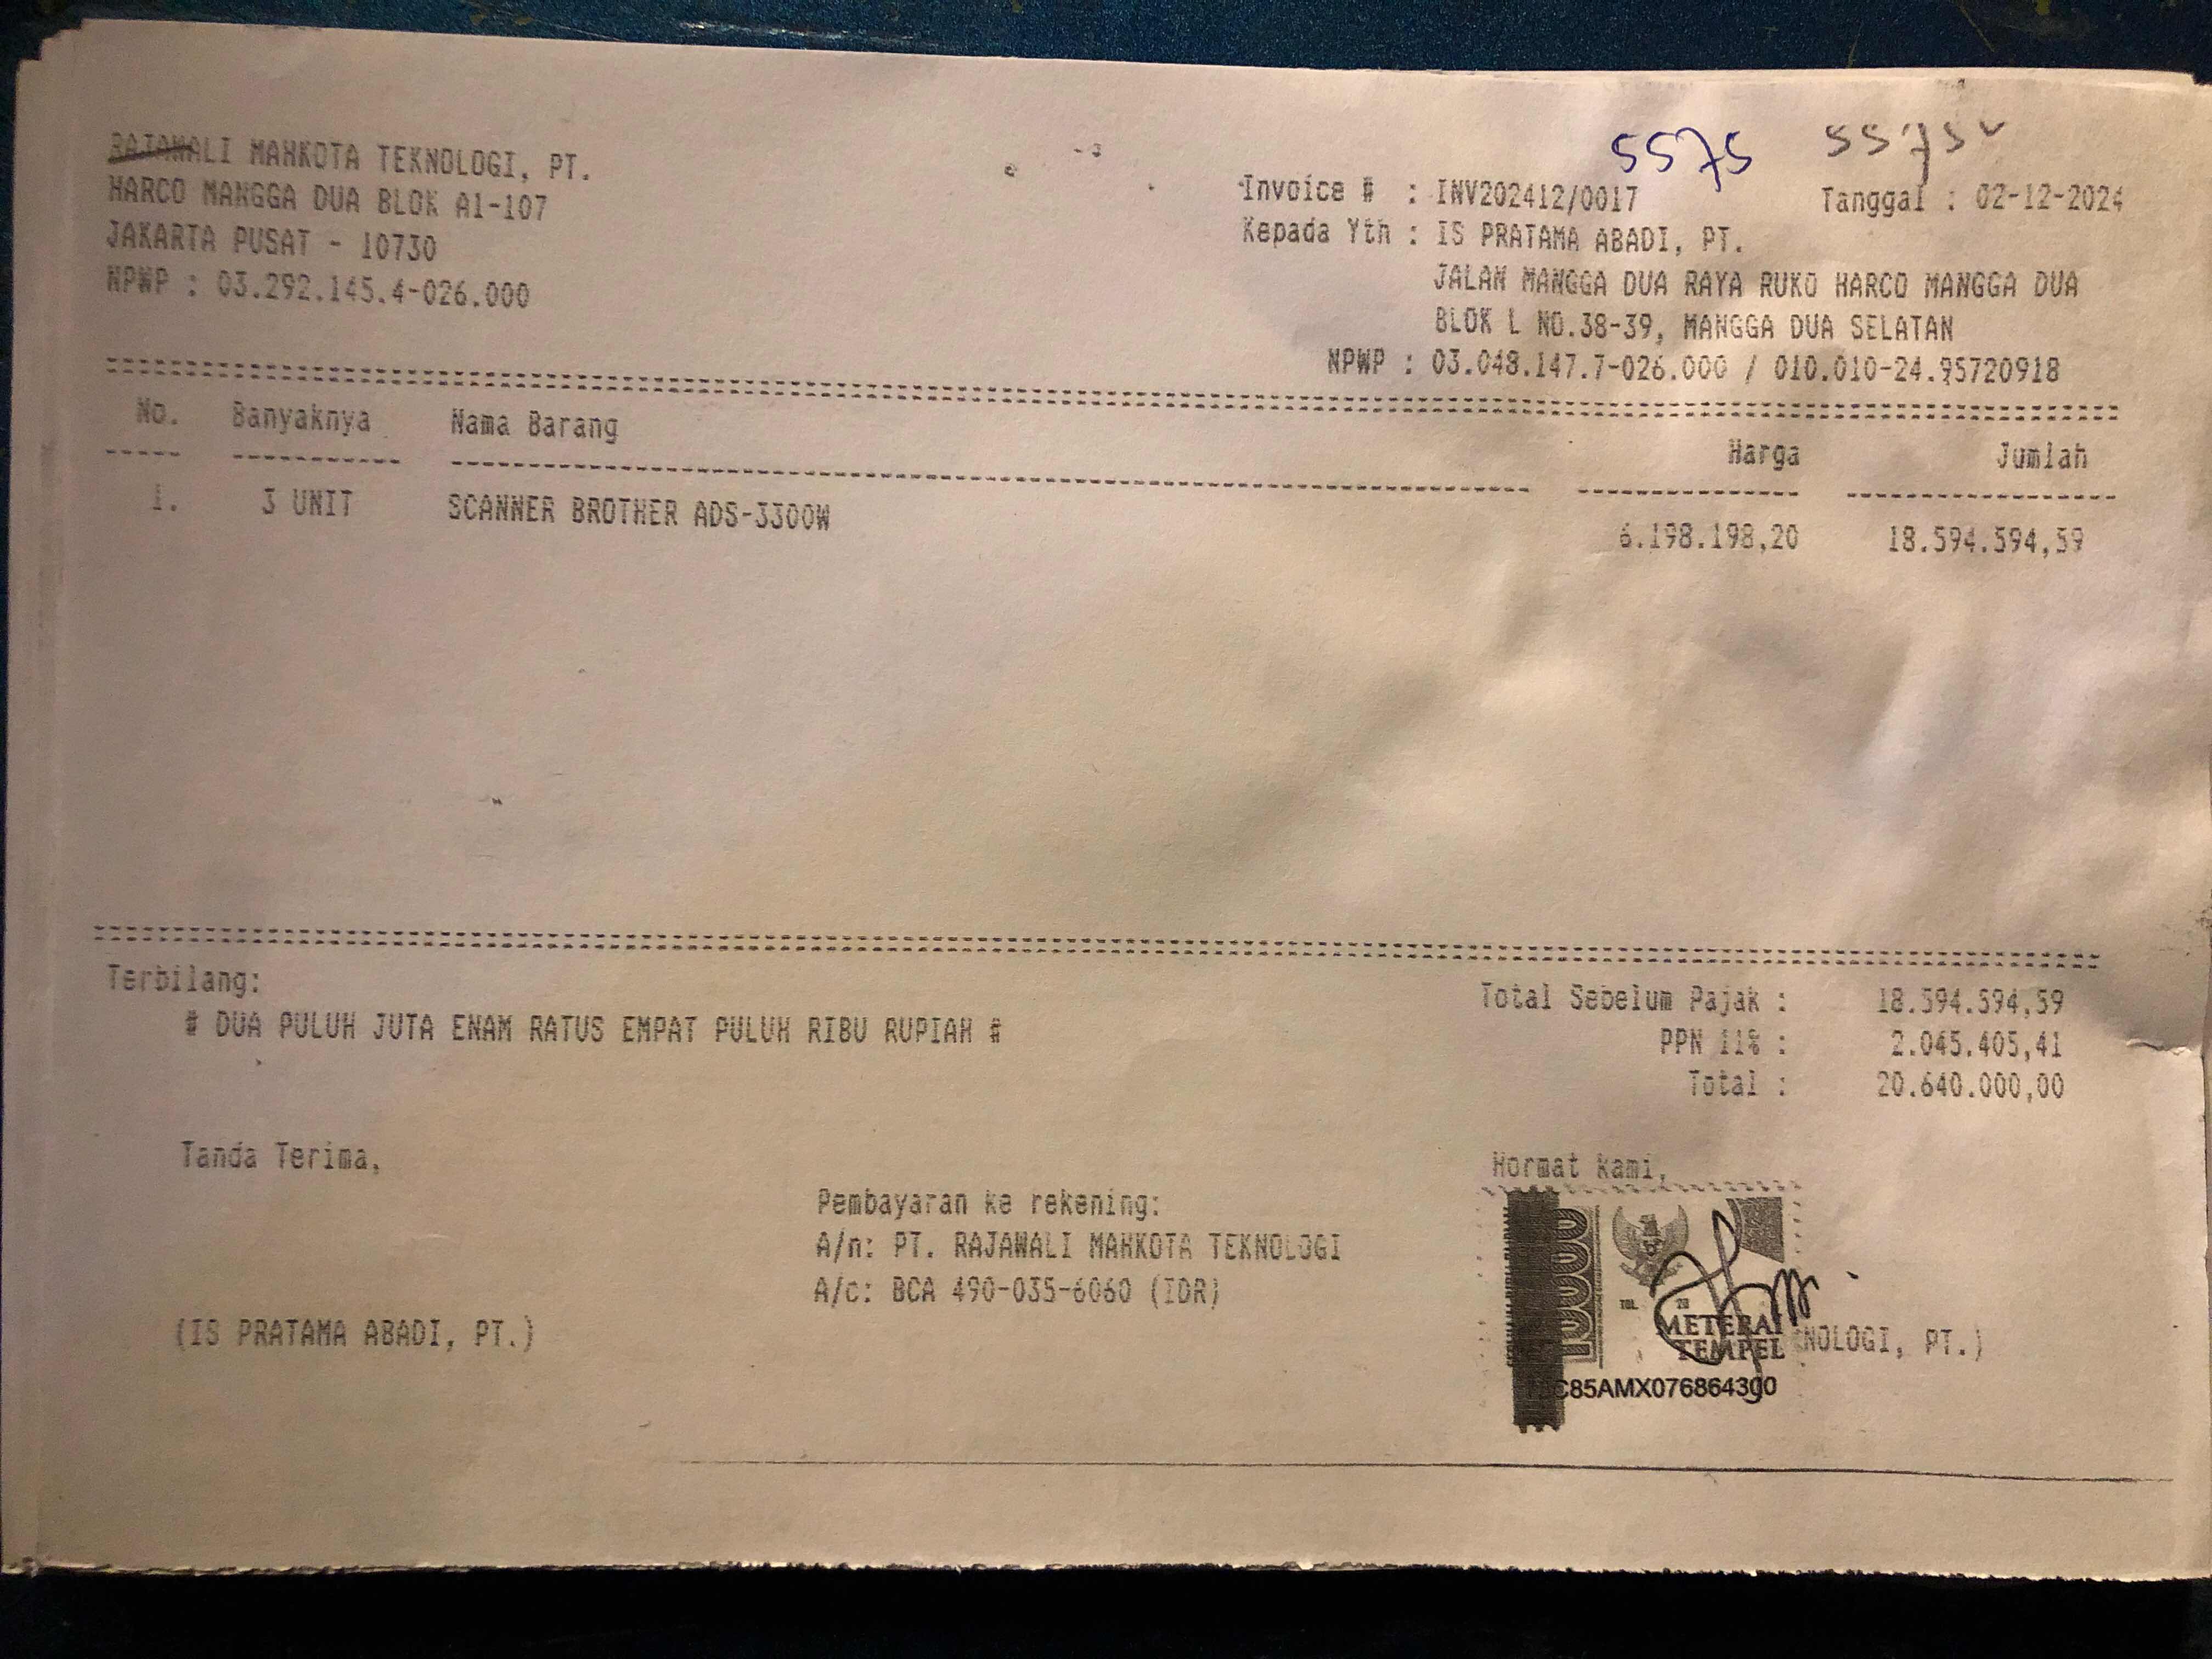 5575 5575
RAJAWALI MAHKOTA TEKNOLOGI, PT.
HARCO MANGGA DUA BLOK A1-107
JAKARTA PUSAT - 10730
NPWP : 03.292.145.4-026.000
Invoice # : INV202412/0017 Tanggal : 02-12-2024
Kepada Yth : IS PRATAMA ABADI, PT.
JALAN MANGGA DUA RAYA RUKO HARCO MANGGA DUA
BLOK L NO.38-39, MANGGA DUA SELATAN
NPWP : 03.048.147.7-026.000 / 010.010-24.95720918
No. Banyaknya Nama Barang Harga Jumlah
1. 3 UNIT SCANNER BROTHER ADS-3300W 6.198.198,20 18.594.594,59
Terbilang:
# DUA PULUH JUTA ENAM RATUS EMPAT PULUH RIBU RUPIAH #
Total Sebelum Pajak : 18.594.594,59
PPN 11% : 2.045.405,41
Total : 20.640.000,00
Tanda Terima,
(IS PRATAMA ABADI, PT.)
Pembayaran ke rekening:
A/n: PT. RAJAWALI MAHKOTA TEKNOLOGI
A/c: BCA 490-035-6060 (IDR)
Hormat Kami,
10000
TGL. 20
METERAI
TEMPEL
NOLOGI, PT.)
C85AMX076864300